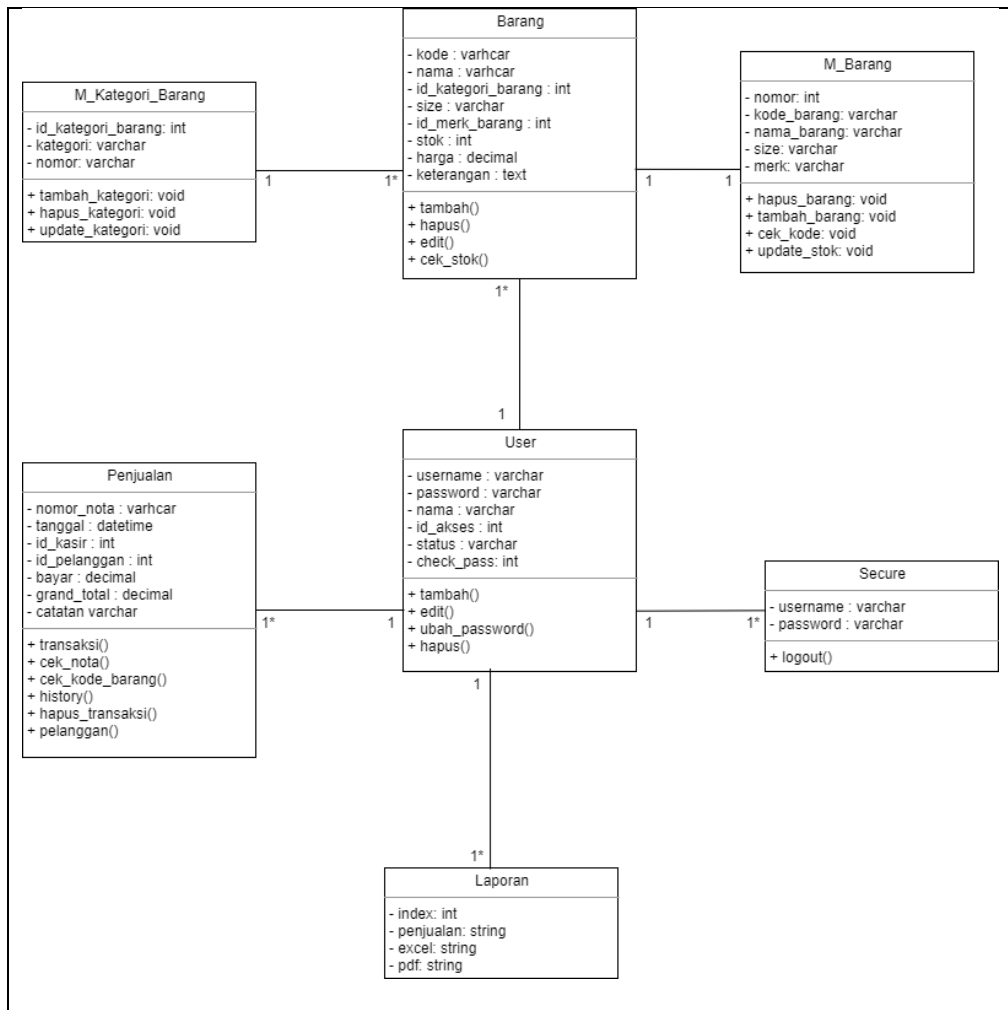 Barang
- kode : varhcar
- nama : varhcar
- id_kategori_barang : int
- size : varchar
- id_merk_barang : int
- stok : int
- harga : decimal
- keterangan : text
+ tambah()
+ hapus()
+ edit()
+ cek_stok()
M_Kategori_Barang
- id_kategori_barang: int
- kategori: varchar
- nomor: varchar
+ tambah_kategori: void
+ hapus_kategori: void
+ update_kategori: void
M_Barang
- nomor: int
- kode_barang: varchar
- nama_barang: varchar
- size: varchar
- merk: varchar
+ hapus_barang: void
+ tambah_barang: void
+ cek_kode: void
+ update_stok: void
1
1*
1
1
1*
1
User
- username : varchar
- password : varchar
- nama : varchar
- id_akses : int
- status : varchar
- check_pass: int
+ tambah()
+ edit()
+ ubah_password()
+ hapus()
Penjualan
- nomor_nota : varhcar
- tanggal : datetime
- id_kasir : int
- id_pelanggan : int
- bayar : decimal
- grand_total : decimal
- catatan varchar
+ transaksi()
+ cek_nota()
+ cek_kode_barang()
+ history()
+ hapus_transaksi()
+ pelanggan()
Secure
- username : varchar
- password : varchar
+ logout()
1*
1
1
1*
1
1*
Laporan
- index: int
- penjualan: string
- excel: string
- pdf: string